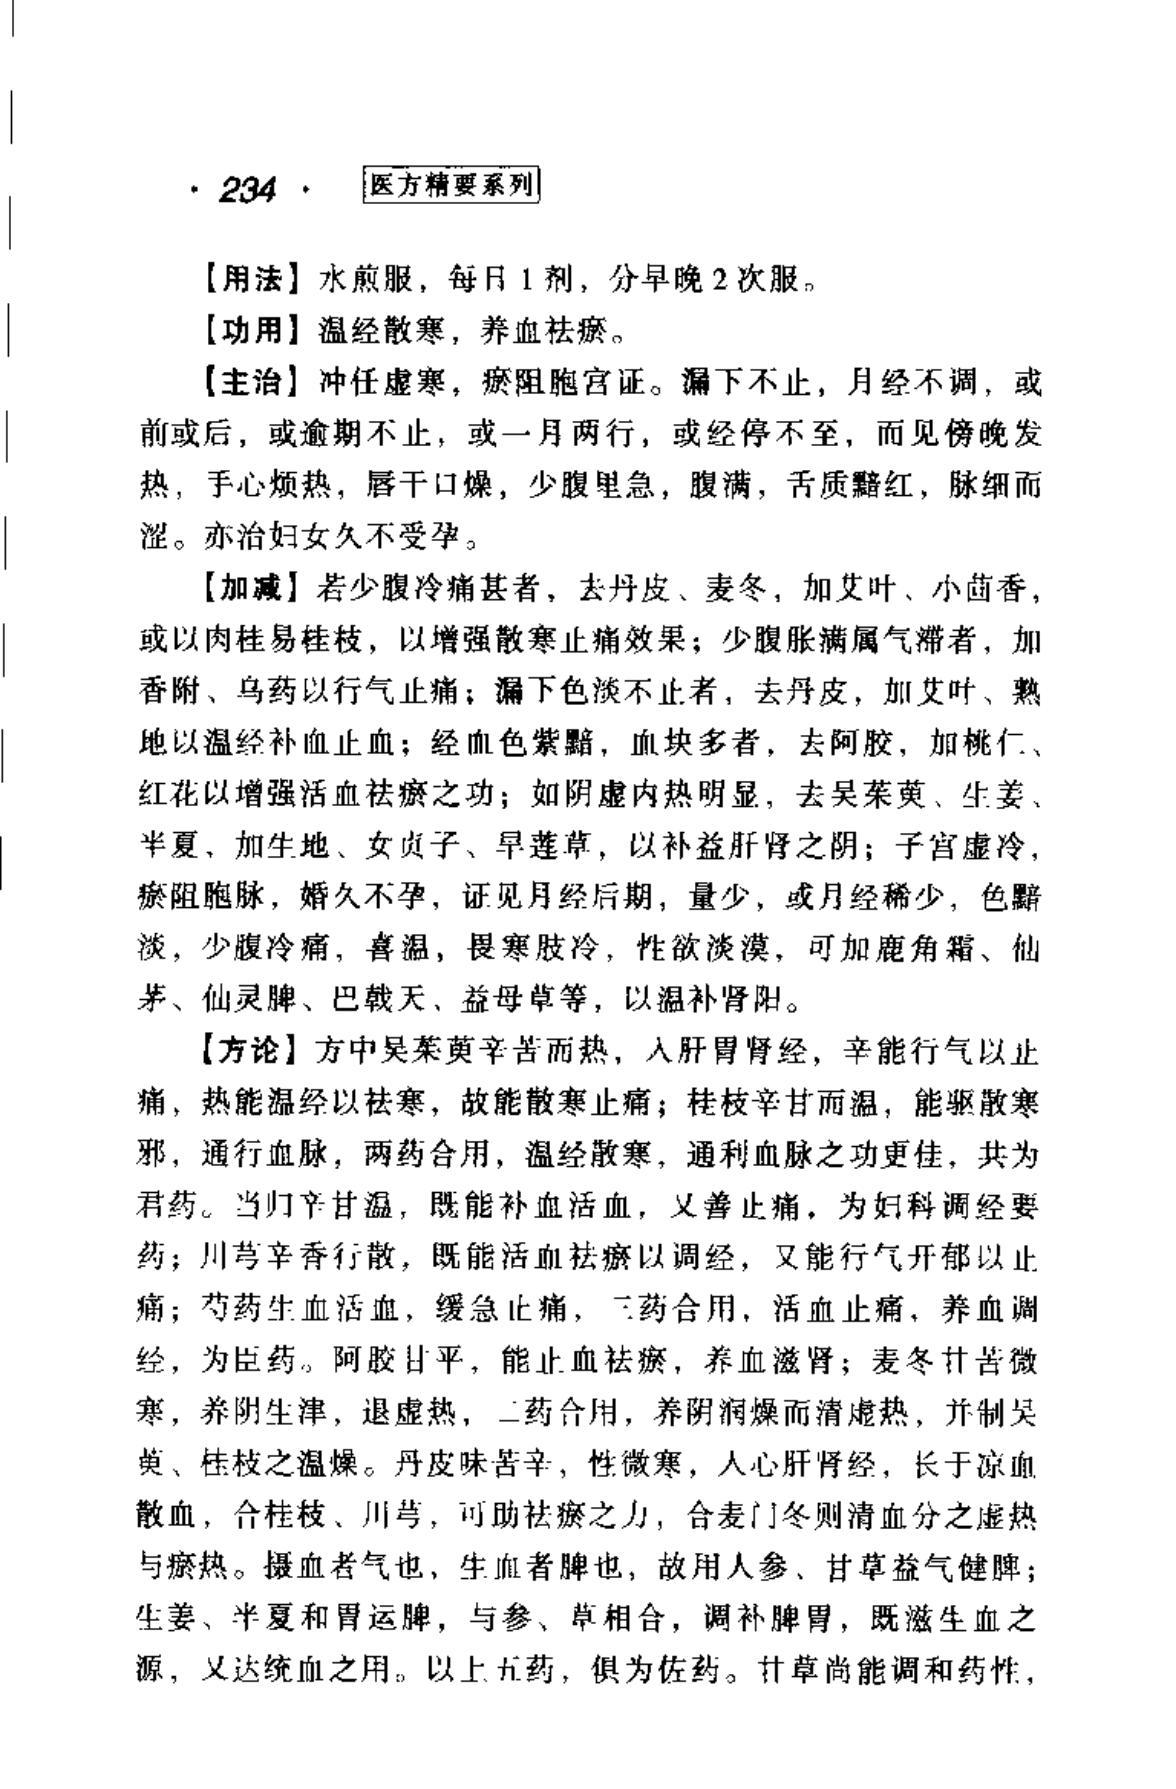 · 234 · 医方精要系列
【用法】水煎服，每日1剂，分早晚2次服。
【功用】温经散寒，养血祛瘀。
【主治】冲任虚寒，瘀阻胞宫证。漏下不止，月经不调，或
前或后，或逾期不止，或一月两行，或经停不至，而见傍晚发
热，手心烦热，唇干口燥，少腹里急，腹满，舌质黯红，脉细而
涩。亦治妇女久不受孕。
【加减】若少腹冷痛甚者，去丹皮、麦冬，加艾叶、小茴香，
或以肉桂易桂枝，以增强散寒止痛效果；少腹胀满属气滞者，加
香附、乌药以行气止痛；漏下色淡不止者，去丹皮，加艾叶、熟
地以温经补血止血；经血色紫黯，血块多者，去阿胶，加桃仁、
红花以增强活血祛瘀之功；如阴虚内热明显，去吴茱萸、生姜、
半夏，加生地、女贞子、旱莲草，以补益肝肾之阴；子宫虚冷，
瘀阻胞脉，婚久不孕，证见月经后期，量少，或月经稀少，色黯
淡，少腹冷痛，喜温，畏寒肢冷，性欲淡漠，可加鹿角霜、仙
茅、仙灵脾、巴戟天、益母草等，以温补肾阳。
【方论】方中吴茱萸辛苦而热，入肝胃肾经，辛能行气以止
痛，热能温经以祛寒，故能散寒止痛；桂枝辛甘而温，能驱散寒
邪，通行血脉，两药合用，温经散寒，通利血脉之功更佳，共为
君药。当归辛甘温，既能补血活血，又善止痛，为妇科调经要
药；川芎辛香行散，既能活血祛瘀以调经，又能行气开郁以止
痛；芍药生血活血，缓急止痛，三药合用，活血止痛，养血调
经，为臣药。阿胶甘平，能止血祛瘀，养血滋肾；麦冬甘苦微
寒，养阴生津，退虚热，二药合用，养阴润燥而清虚热，并制吴
萸、桂枝之温燥。丹皮味苦辛，性微寒，人心肝肾经，长于凉血
散血，合桂枝、川芎，可助祛瘀之力，合麦门冬则清血分之虚热
与瘀热。摄血者气也，生血者脾也，故用人参、甘草益气健脾；
生姜、半夏和胃运脾，与参、草相合，调补脾胃，既滋生血之
源，又达统血之用。以上五药，俱为佐药。甘草尚能调和药性，